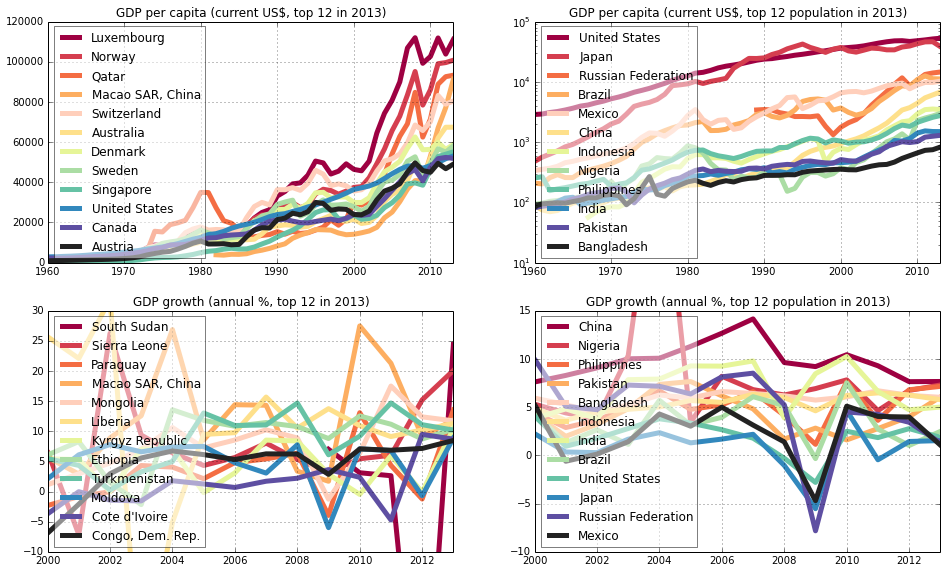 GDP per capita (current US$, top 12 in 2013)
120000
100000
80000
60000
40000
20000
0
1960
1970
1980
1990
2000
2010
Luxembourg
Norway
Qatar
Macao SAR, China
Switzerland
Australia
Denmark
Sweden
Singapore
United States
Canada
Austria
GDP per capita (current US$, top 12 population in 2013)
10^5
10^4
10^3
10^2
10^1
1960
1970
1980
1990
2000
2010
United States
Japan
Russian Federation
Brazil
Mexico
China
Indonesia
Nigeria
Philippines
India
Pakistan
Bangladesh
GDP growth (annual %, top 12 in 2013)
30
25
20
15
10
5
0
−5
−10
2000
2002
2004
2006
2008
2010
2012
South Sudan
Sierra Leone
Paraguay
Macao SAR, China
Mongolia
Liberia
Kyrgyz Republic
Ethiopia
Turkmenistan
Moldova
Cote d'Ivoire
Congo, Dem. Rep.
GDP growth (annual %, top 12 population in 2013)
15
10
5
0
−5
−10
2000
2002
2004
2006
2008
2010
2012
China
Nigeria
Philippines
Pakistan
Bangladesh
Indonesia
India
Brazil
United States
Japan
Russian Federation
Mexico